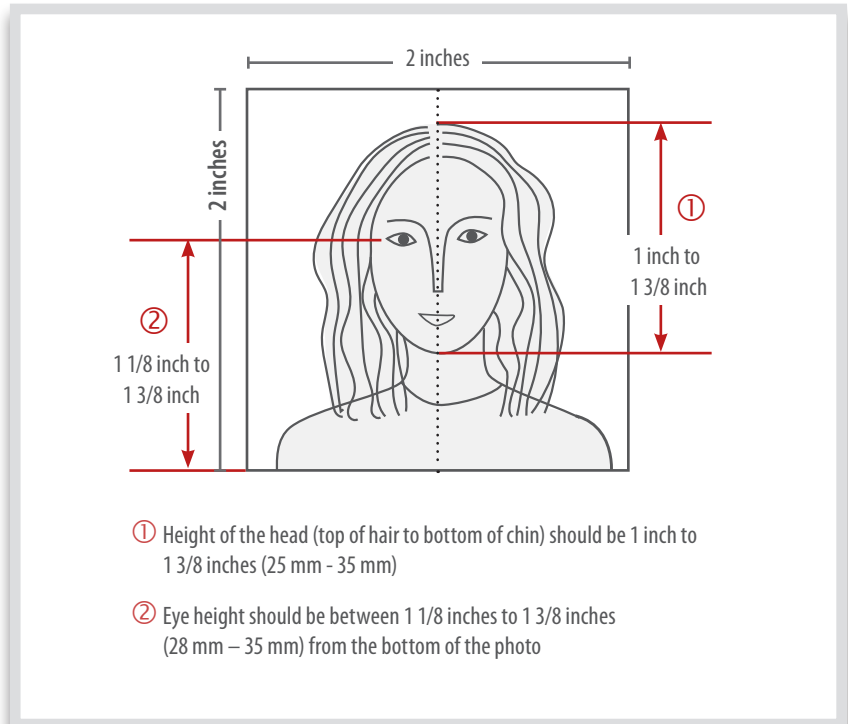 2 inches
2 inches
①
1 inch to
1 3/8 inch
②
1 1/8 inch to
1 3/8 inch
① Height of the head (top of hair to bottom of chin) should be 1 inch to
1 3/8 inches (25 mm - 35 mm)
② Eye height should be between 1 1/8 inches to 1 3/8 inches
(28 mm – 35 mm) from the bottom of the photo